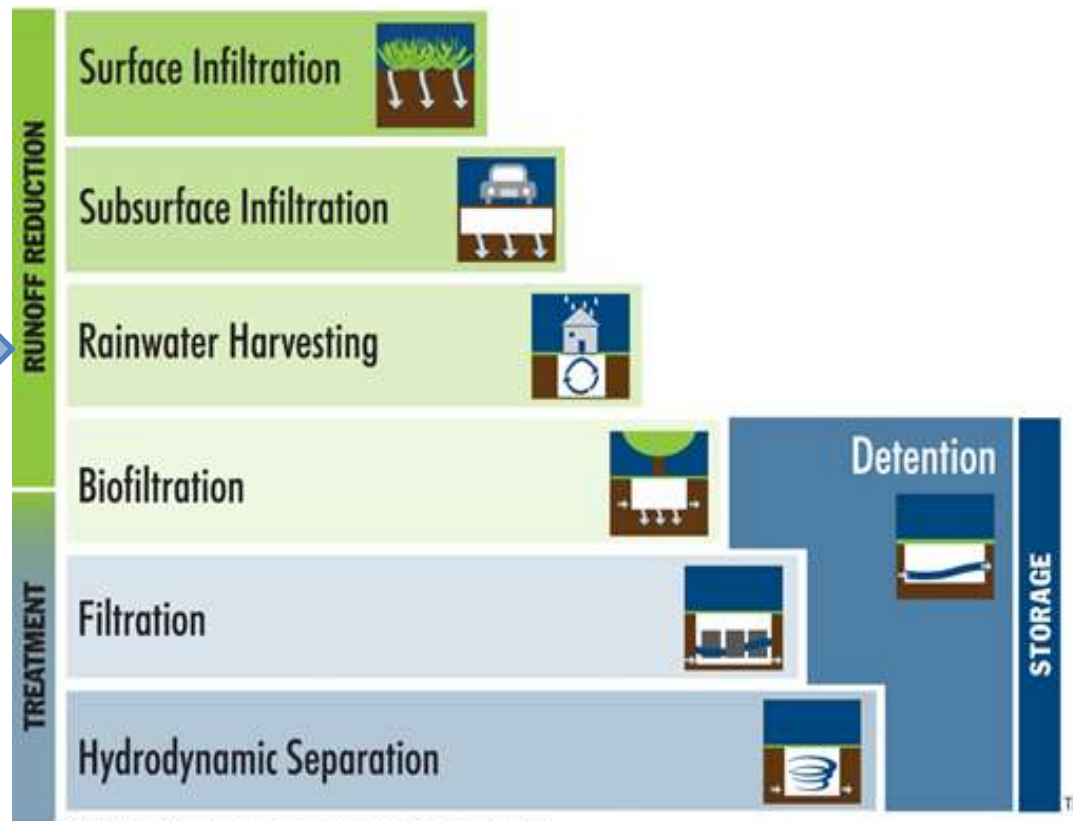 RUNOFF REDUCTION
Surface Infiltration
Subsurface Infiltration
Rainwater Harvesting
Biofiltration
Detention
TREATMENT
Filtration
Hydrodynamic Separation
STORAGE